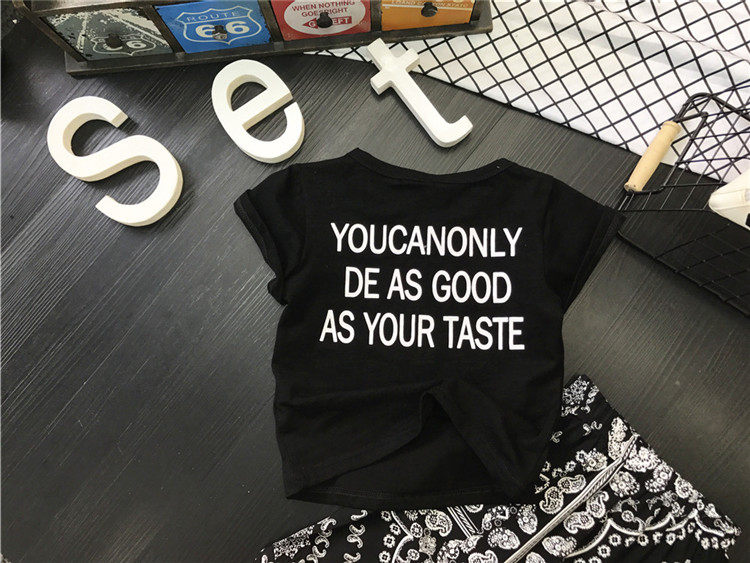 ROUTE
66
WHEN NOTHING
GOES RIGHT
GO LEFT
set
YOUCANONLY
DE AS GOOD
AS YOUR TASTE